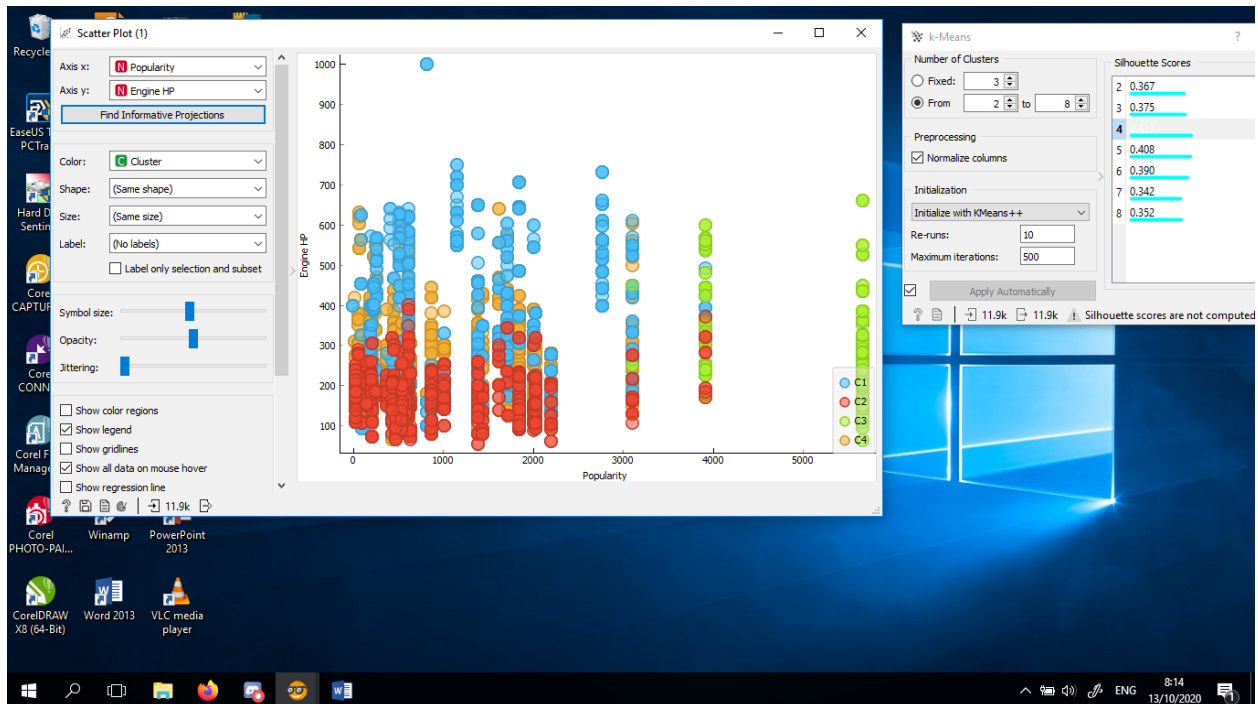 Scatter Plot (1)
Axis x:
N Popularity
Axis y:
N Engine HP
Find Informative Projections
Color:
C Cluster
Shape:
(Same shape)
Size:
(Same size)
Label:
(No labels)
Label only selection and subset
Symbol size:
Opacity:
Jittering:
Show color regions
Show legend
Show gridlines
Show all data on mouse hover
Show regression line
? 11.9k
1000
900
800
700
600
500
400
300
200
100
Engine HP
0
1000
2000
3000
4000
5000
Popularity
C1
C2
C3
C4
k-Means
?
Number of Clusters
Fixed:
3
From
2
to
8
Preprocessing
Normalize columns
Initialization
Initialize with KMeans++
Re-runs:
10
Maximum iterations:
500
Apply Automatically
? 11.9k 11.9k Silhouette scores are not computed
Silhouette Scores
2 0.367
3 0.375
4
5 0.408
6 0.390
7 0.342
8 0.352
Recycle
EaseUS T
PCTra
Hard D
Sentin
Core
CAPTUR
Core
CONN
Corel F
Manage
Corel
PHOTO-PAI...
Winamp
PowerPoint
2013
CorelDRAW
X8 (64-Bit)
Word 2013
VLC media
player
ENG
8:14
13/10/2020
1